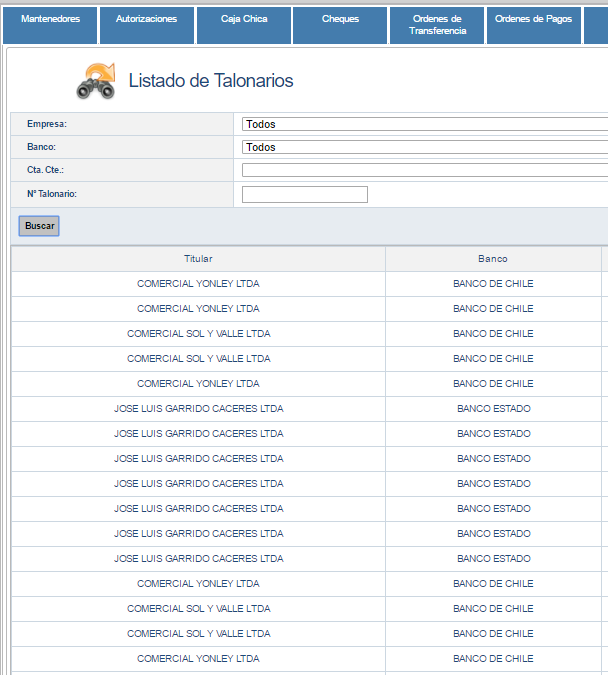 Mantenedores Autorizaciones Caja Chica Cheques Ordenes de Transferencia Ordenes de Pagos
Listado de Talonarios
Empresa: Todos
Banco: Todos
Cta. Cte.:
N° Talonario:
Buscar
Titular Banco
COMERCIAL YONLEY LTDA BANCO DE CHILE
COMERCIAL YONLEY LTDA BANCO DE CHILE
COMERCIAL SOL Y VALLE LTDA BANCO DE CHILE
COMERCIAL SOL Y VALLE LTDA BANCO DE CHILE
COMERCIAL YONLEY LTDA BANCO DE CHILE
JOSE LUIS GARRIDO CACERES LTDA BANCO ESTADO
JOSE LUIS GARRIDO CACERES LTDA BANCO ESTADO
JOSE LUIS GARRIDO CACERES LTDA BANCO ESTADO
JOSE LUIS GARRIDO CACERES LTDA BANCO ESTADO
JOSE LUIS GARRIDO CACERES LTDA BANCO ESTADO
JOSE LUIS GARRIDO CACERES LTDA BANCO ESTADO
JOSE LUIS GARRIDO CACERES LTDA BANCO ESTADO
COMERCIAL YONLEY LTDA BANCO DE CHILE
COMERCIAL SOL Y VALLE LTDA BANCO DE CHILE
COMERCIAL SOL Y VALLE LTDA BANCO DE CHILE
COMERCIAL YONLEY LTDA BANCO DE CHILE